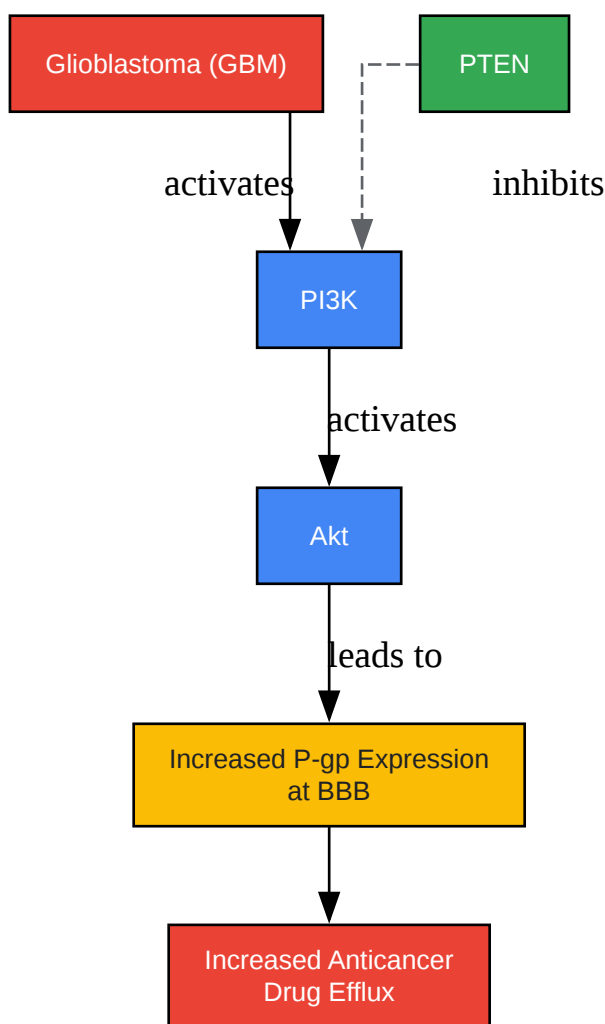 Glioblastoma (GBM)
PTEN
activates
inhibits
PI3K
activates
Akt
leads to
Increased P-gp Expression
at BBB
Increased Anticancer
Drug Efflux